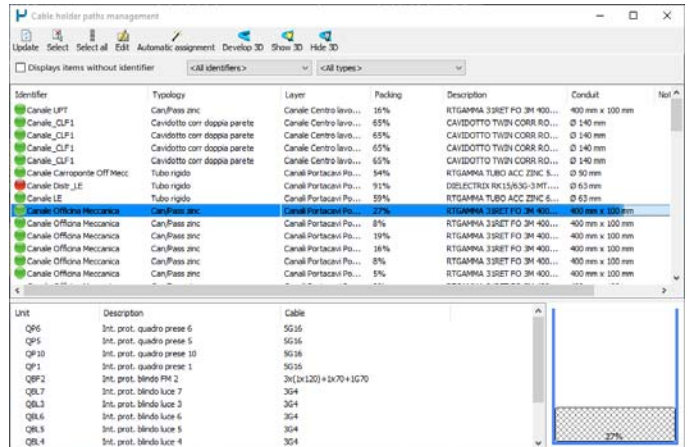 Cable holder paths management
Update Select Select all Edit Automatic assignment Develop 3D Show 3D Hide 3D
Displays items without identifier <All identifiers> <All types>
Identifier Typology Layer Packing Description Conduit Not
Canale UPT Can/Pass zinc Canale Centro lavo... 16% RTGAMMA 31RET FO 3M 400... 400 mm x 100 mm
Canale_CLF1 Cavidotto corr doppia parete Canale Centro lavo... 65% CAVIDOTTO TWIN CORR RO... Ø 140 mm
Canale_CLF1 Cavidotto corr doppia parete Canale Centro lavo... 65% CAVIDOTTO TWIN CORR RO... Ø 140 mm
Canale_CLF1 Cavidotto corr doppia parete Canale Centro lavo... 65% CAVIDOTTO TWIN CORR RO... Ø 140 mm
Canale_CLF1 Cavidotto corr doppia parete Canale Centro lavo... 65% CAVIDOTTO TWIN CORR RO... Ø 140 mm
Canale Carroponte Off Mecc Tubo rigido Canali Portacavi Po... 54% RTGAMMA TUBO ACC ZINC 5... Ø 50 mm
Canale Distr_LE Tubo rigido Canali Portacavi Po... 91% DIELECTRIX RK15/63G-3 MT.... Ø 63 mm
Canale LE Tubo rigido Canali Portacavi Po... 59% RTGAMMA TUBO ACC ZINC 6... Ø 63 mm
Canale Officina Meccanica Can/Pass zinc Canali Portacavi Po... 27% RTGAMMA 31RET FO 3M 400... 400 mm x 100 mm
Canale Officina Meccanica Can/Pass zinc Canali Portacavi Po... 8% RTGAMMA 31RET FO 3M 400... 400 mm x 100 mm
Canale Officina Meccanica Can/Pass zinc Canali Portacavi Po... 19% RTGAMMA 31RET FO 3M 400... 400 mm x 100 mm
Canale Officina Meccanica Can/Pass zinc Canali Portacavi Po... 16% RTGAMMA 31RET FO 3M 400... 400 mm x 100 mm
Canale Officina Meccanica Can/Pass zinc Canali Portacavi Po... 8% RTGAMMA 31RET FO 3M 400... 400 mm x 100 mm
Canale Officina Meccanica Can/Pass zinc Canali Portacavi Po... 5% RTGAMMA 31RET FO 3M 400... 400 mm x 100 mm
Unit Description Cable
QP6 Int. prot. quadro prese 6 5G16
QP5 Int. prot. quadro prese 5 5G16
QP10 Int. prot. quadro prese 10 5G16
QP1 Int. prot. quadro prese 1 5G16
QBF2 Int. prot. blindo FM 2 3x(1x120)+1x70+1G70
QBL7 Int. prot. blindo luce 7 3G4
QBL3 Int. prot. blindo luce 3 3G4
QBL6 Int. prot. blindo luce 6 3G4
QBL5 Int. prot. blindo luce 5 3G4
QBL4 Int. prot. blindo luce 4 3G4
27%